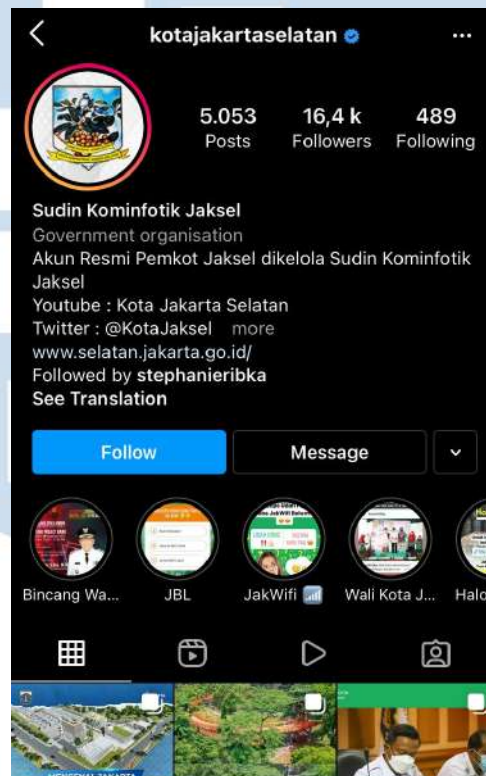 kotajakartaselatan
5.053 16,4 k 489
Posts Followers Following
Sudin Kominfotik Jaksel
Government organisation
Akun Resmi Pemkot Jaksel dikelola Sudin Kominfotik
Jaksel
Youtube : Kota Jakarta Selatan
Twitter : @KotaJaksel more
www.selatan.jakarta.go.id/
Followed by stephanieribka
See Translation
Follow Message
Bincang Wa... JBL JakWifi Wali Kota J... Halo
MENGENAL JAKARTA